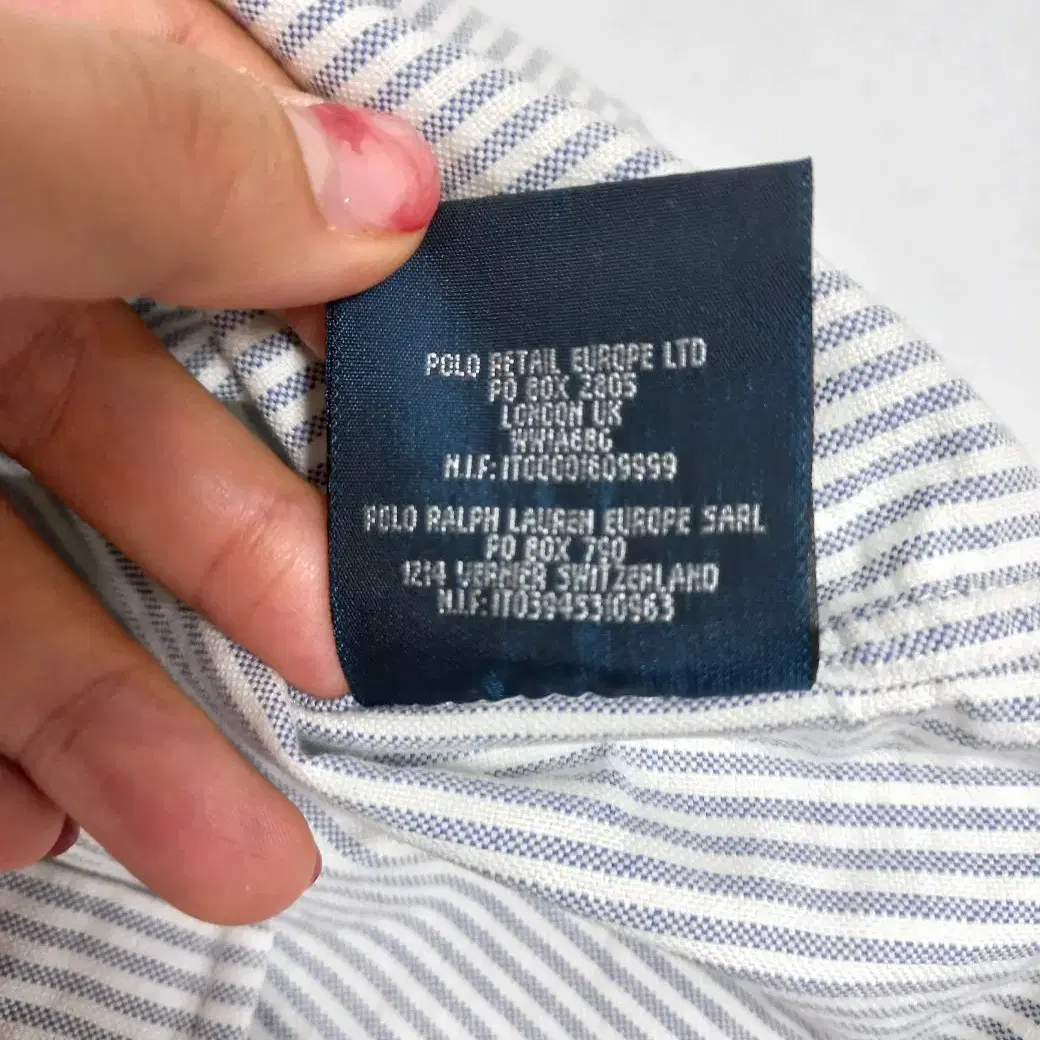 POLO RETAIL EUROPE LTD
PO BOX 2805
LONDON UK
WW1A6BG
N.I.F: IT00001609999
POLO RALPH LAUREN EUROPE SARL
PO BOX 790
1214 VERNIER SWITZERLAND
N.I.F: IT03945310963